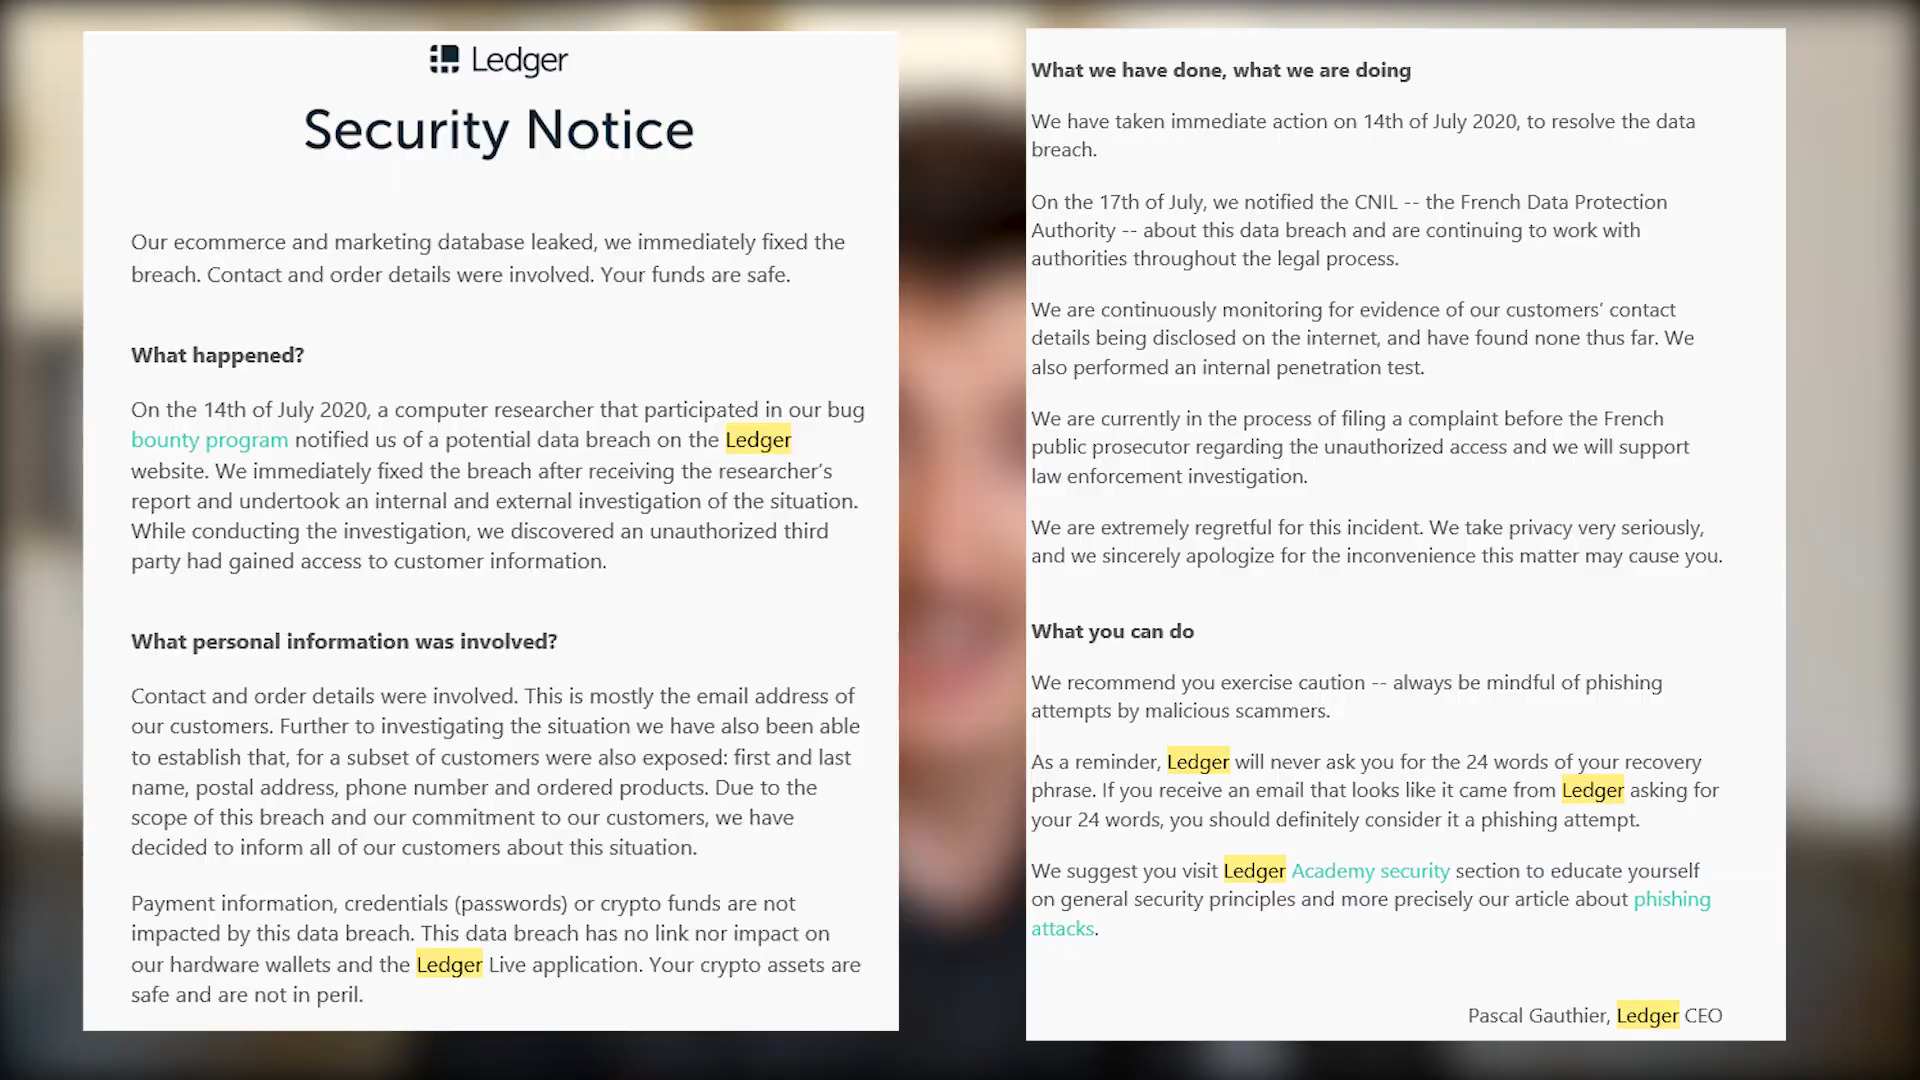 Ledger
Security Notice
Our ecommerce and marketing database leaked, we immediately fixed the
breach. Contact and order details were involved. Your funds are safe.
What happened?
On the 14th of July 2020, a computer researcher that participated in our bug
bounty program notified us of a potential data breach on the Ledger
website. We immediately fixed the breach after receiving the researcher’s
report and undertook an internal and external investigation of the situation.
While conducting the investigation, we discovered an unauthorized third
party had gained access to customer information.
What personal information was involved?
Contact and order details were involved. This is mostly the email address of
our customers. Further to investigating the situation we have also been able
to establish that, for a subset of customers were also exposed: first and last
name, postal address, phone number and ordered products. Due to the
scope of this breach and our commitment to our customers, we have
decided to inform all of our customers about this situation.
Payment information, credentials (passwords) or crypto funds are not
impacted by this data breach. This data breach has no link nor impact on
our hardware wallets and the Ledger Live application. Your crypto assets are
safe and are not in peril.
What we have done, what we are doing
We have taken immediate action on 14th of July 2020, to resolve the data
breach.
On the 17th of July, we notified the CNIL -- the French Data Protection
Authority -- about this data breach and are continuing to work with
authorities throughout the legal process.
We are continuously monitoring for evidence of our customers’ contact
details being disclosed on the internet, and have found none thus far. We
also performed an internal penetration test.
We are currently in the process of filing a complaint before the French
public prosecutor regarding the unauthorized access and we will support
law enforcement investigation.
We are extremely regretful for this incident. We take privacy very seriously,
and we sincerely apologize for the inconvenience this matter may cause you.
What you can do
We recommend you exercise caution -- always be mindful of phishing
attempts by malicious scammers.
As a reminder, Ledger will never ask you for the 24 words of your recovery
phrase. If you receive an email that looks like it came from Ledger asking for
your 24 words, you should definitely consider it a phishing attempt.
We suggest you visit Ledger Academy security section to educate yourself
on general security principles and more precisely our article about phishing
attacks.
Pascal Gauthier, Ledger CEO